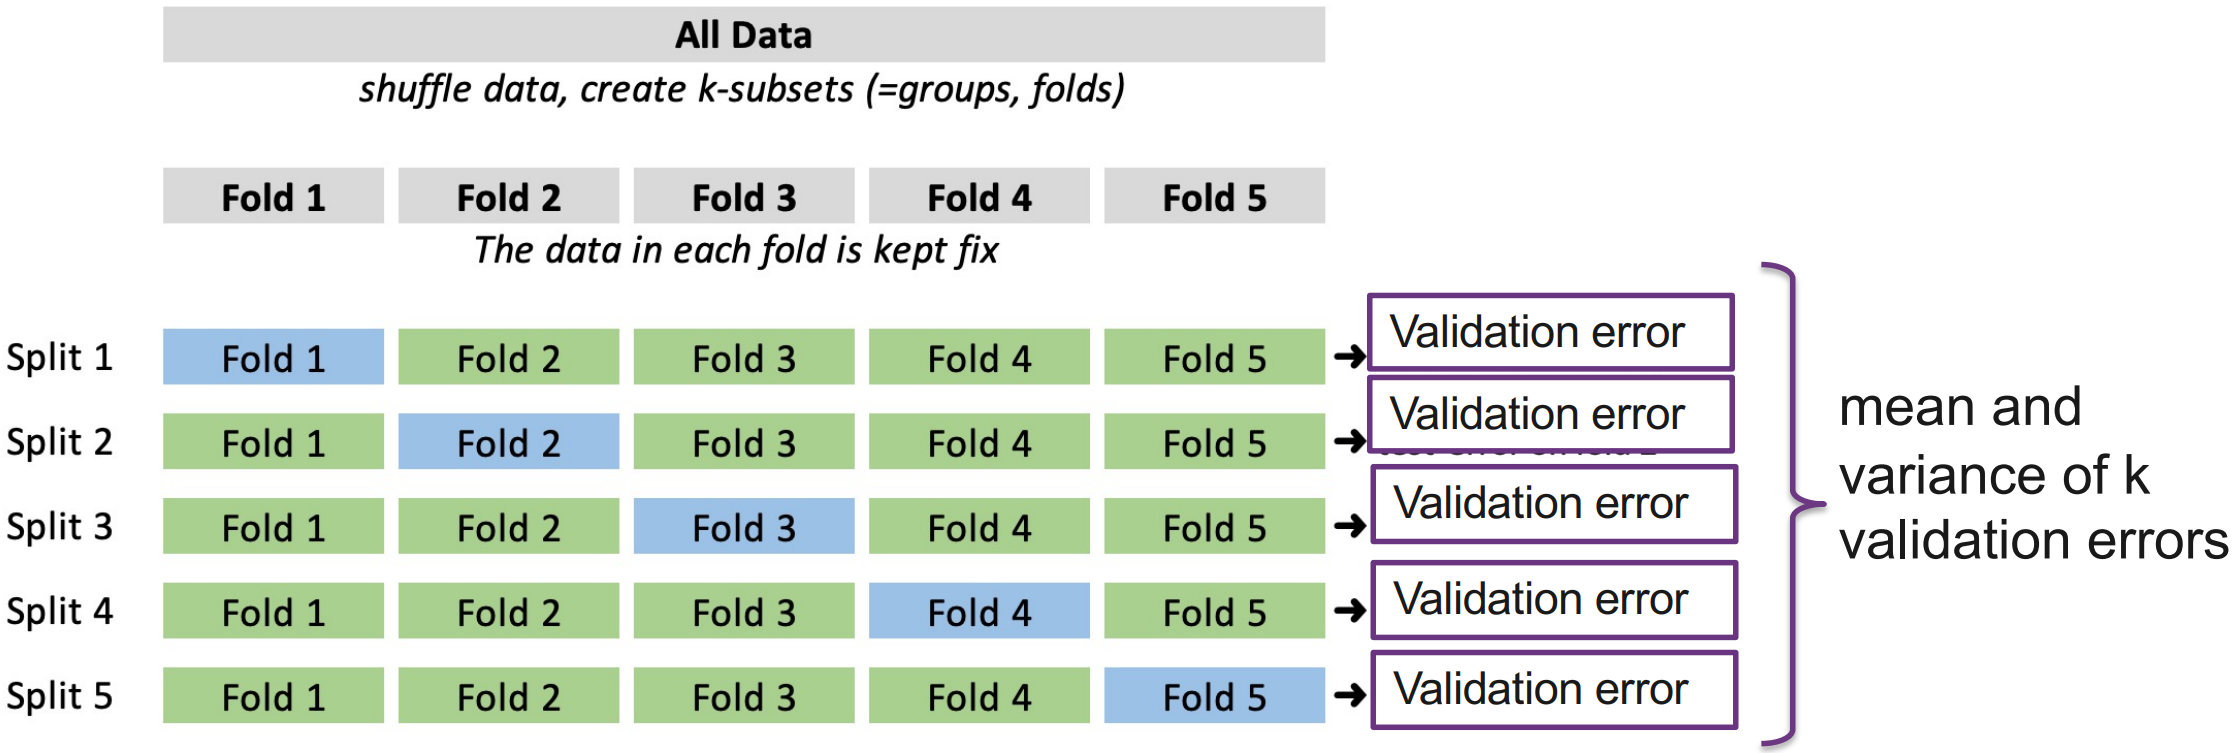 All Data
shuffle data, create k-subsets (=groups, folds)
Fold 1 Fold 2 Fold 3 Fold 4 Fold 5
The data in each fold is kept fix
Split 1 Fold 1 Fold 2 Fold 3 Fold 4 Fold 5 Validation error
Split 2 Fold 1 Fold 2 Fold 3 Fold 4 Fold 5 Validation error
Split 3 Fold 1 Fold 2 Fold 3 Fold 4 Fold 5 Validation error
Split 4 Fold 1 Fold 2 Fold 3 Fold 4 Fold 5 Validation error
Split 5 Fold 1 Fold 2 Fold 3 Fold 4 Fold 5 Validation error
mean and
variance of k
validation errors